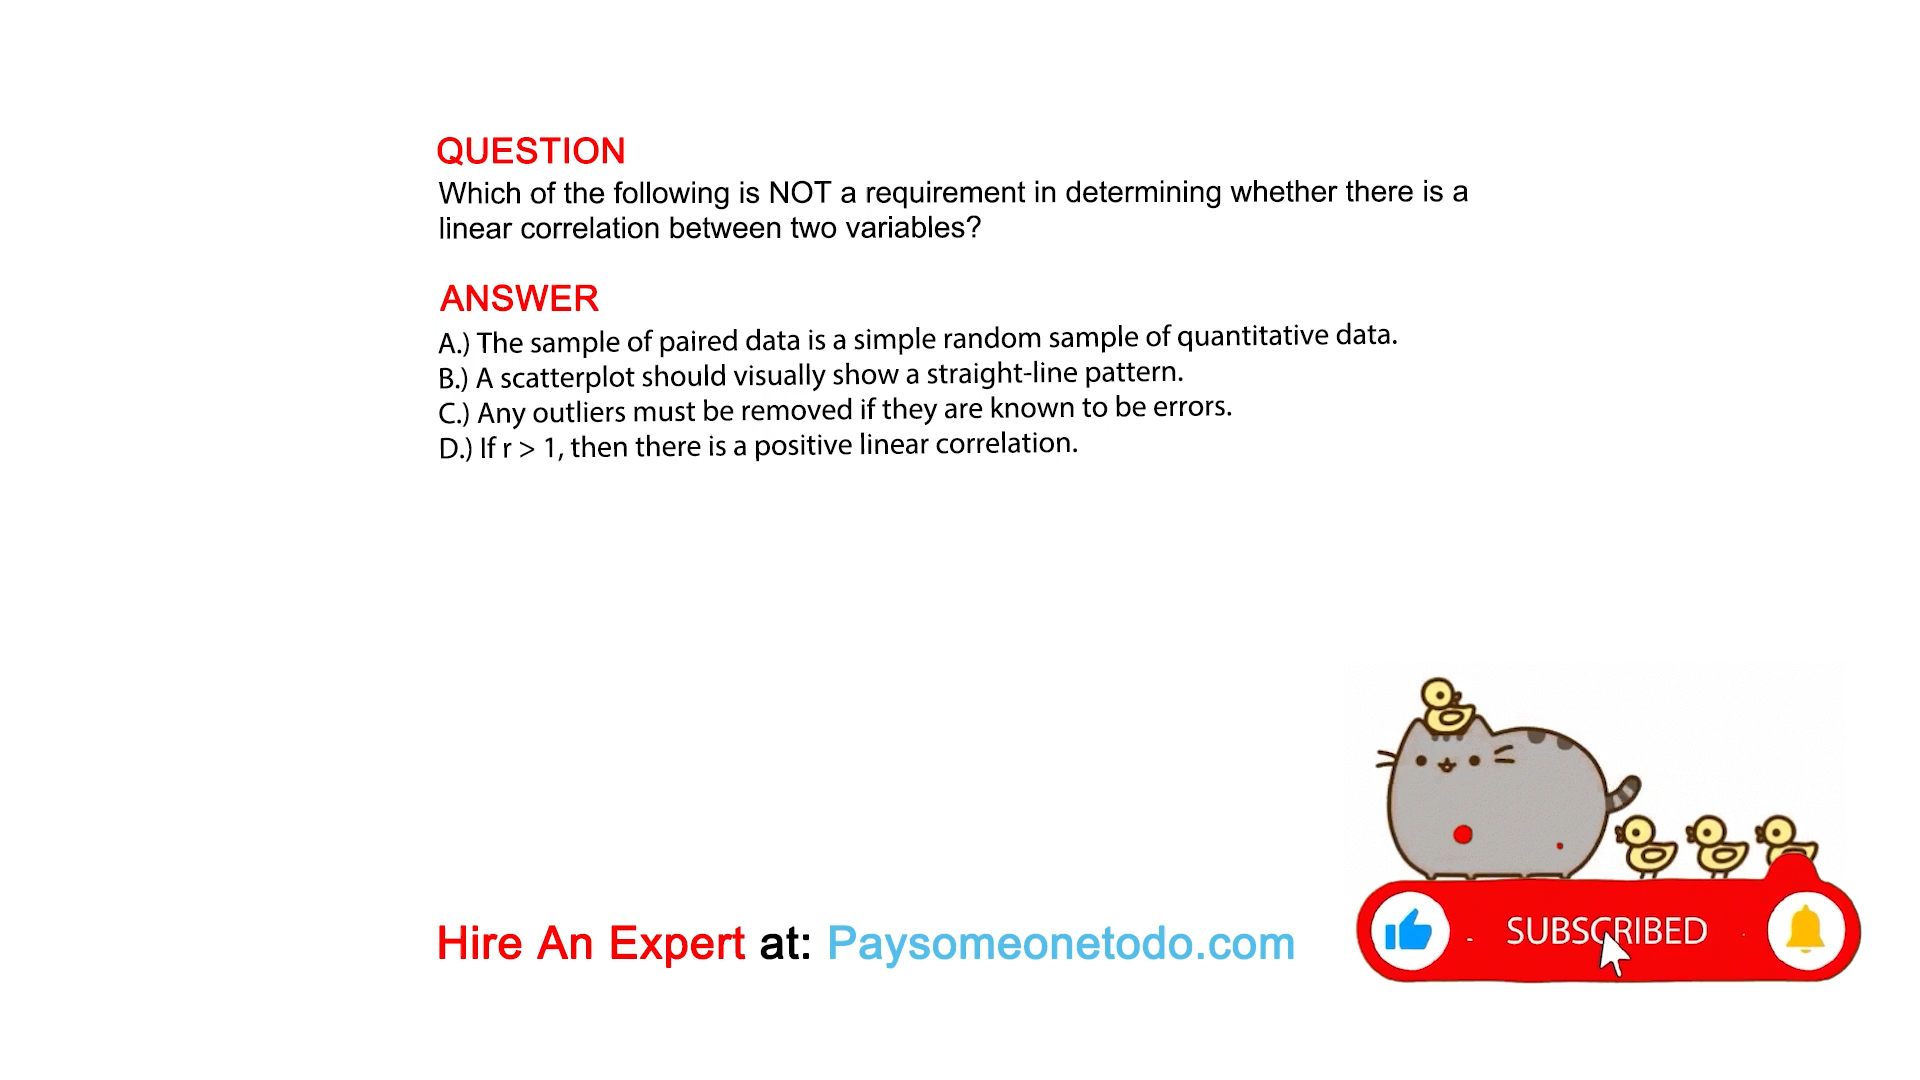 QUESTION
Which of the following is NOT a requirement in determining whether there is a
linear correlation between two variables?
ANSWER
A.) The sample of paired data is a simple random sample of quantitative data.
B.) A scatterplot should visually show a straight-line pattern.
C.) Any outliers must be removed if they are known to be errors.
D.) If r > 1, then there is a positive linear correlation.
Hire An Expert at: Paysomeonetodo.com
SUBSCRIBED